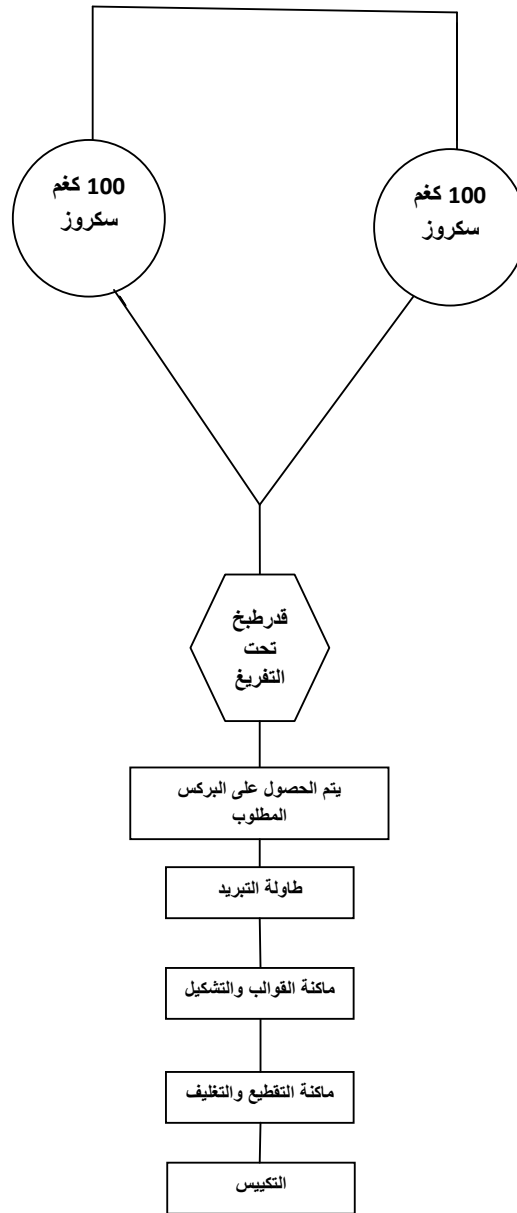 100 كغم
سكروز
100 كغم
سكروز
قدرطبخ
تحت
التفريغ
يتم الحصول على البركس
المطلوب
طاولة التبريد
ماكنة القوالب والتشكيل
ماكنة التقطيع والتغليف
التكييس